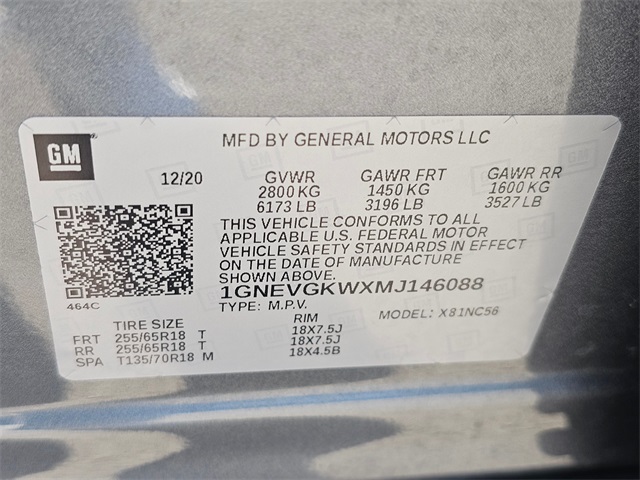 GM
MFD BY GENERAL MOTORS LLC
12/20
GVWR GAWR FRT GAWR RR
2800 KG 1450 KG 1600 KG
6173 LB 3196 LB 3527 LB
THIS VEHICLE CONFORMS TO ALL
APPLICABLE U.S. FEDERAL MOTOR
VEHICLE SAFETY STANDARDS IN EFFECT
ON THE DATE OF MANUFACTURE
SHOWN ABOVE.
1GNEVGKWXMJ146088
464C
TYPE: M.P.V. MODEL: X81NC56
TIRE SIZE RIM
FRT 255/65R18 T 18X7.5J
RR 255/65R18 T 18X7.5J
SPA T135/70R18 M 18X4.5B